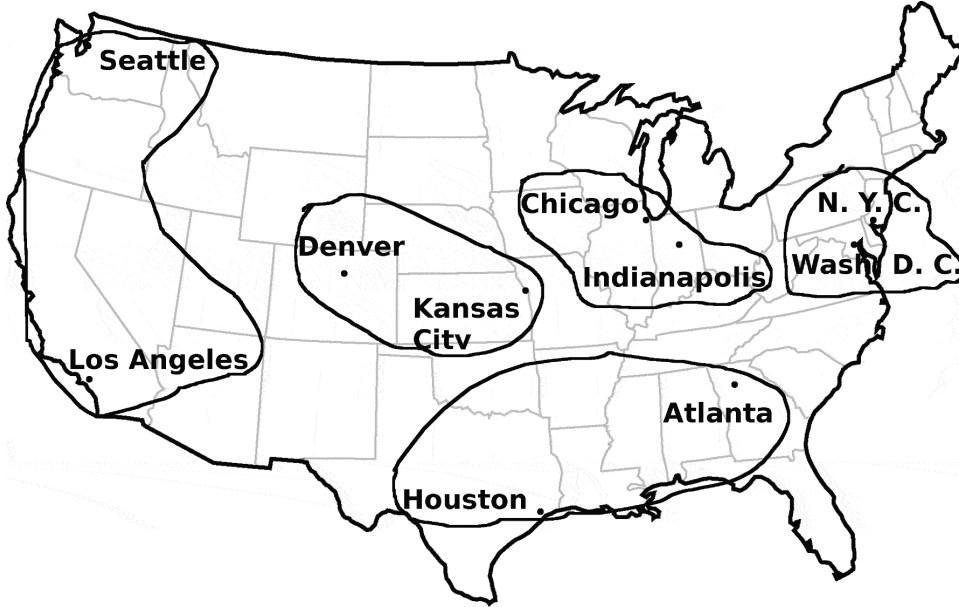 Seattle
N. Y. C.
Chicago
Denver
Wash D. C.
Indianapolis
Kansas
City
Los Angeles
Atlanta
Houston